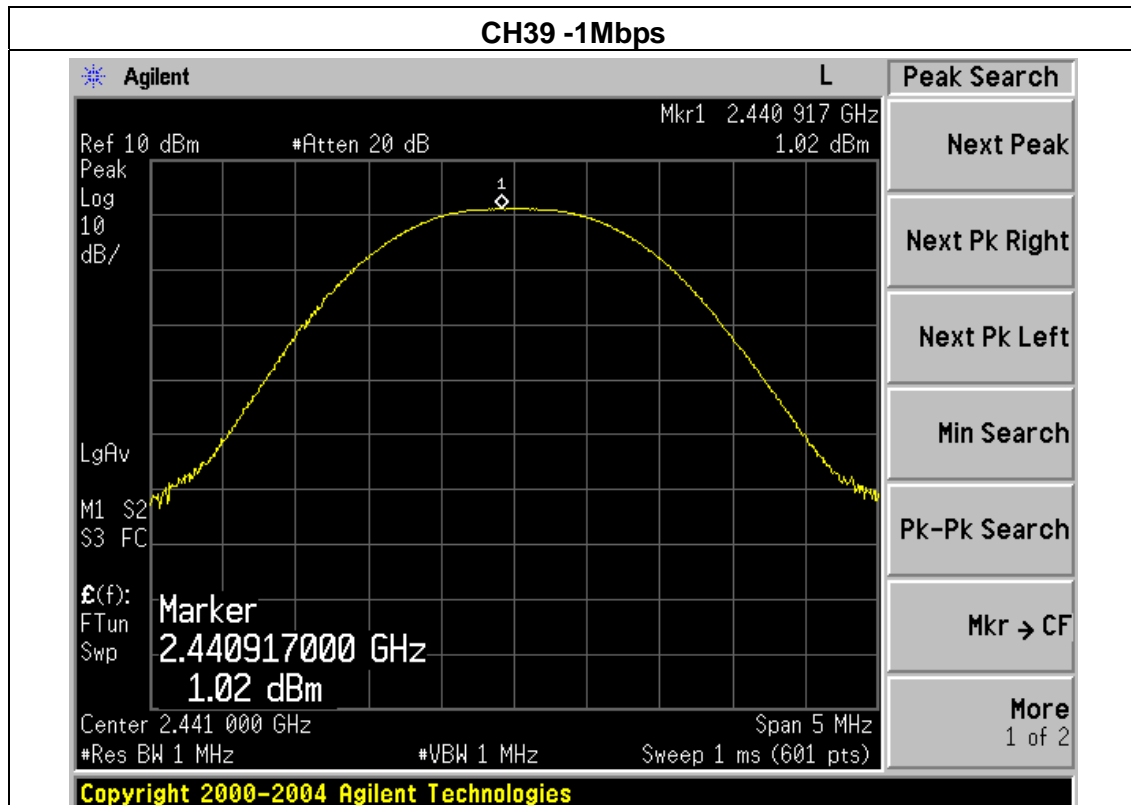 CH39 -1Mbps
Agilent L Peak Search
Mkr1 2.440 917 GHz
Ref 10 dBm #Atten 20 dB 1.02 dBm
Peak
Log
10
dB/
1
LgAv
M1 S2
S3 FC
£(f):
FTun
Swp
Marker
2.440917000 GHz
1.02 dBm
Center 2.441 000 GHz Span 5 MHz
#Res BW 1 MHz #VBW 1 MHz Sweep 1 ms (601 pts)
Next Peak
Next Pk Right
Next Pk Left
Min Search
Pk-Pk Search
Mkr → CF
More
1 of 2
Copyright 2000-2004 Agilent Technologies